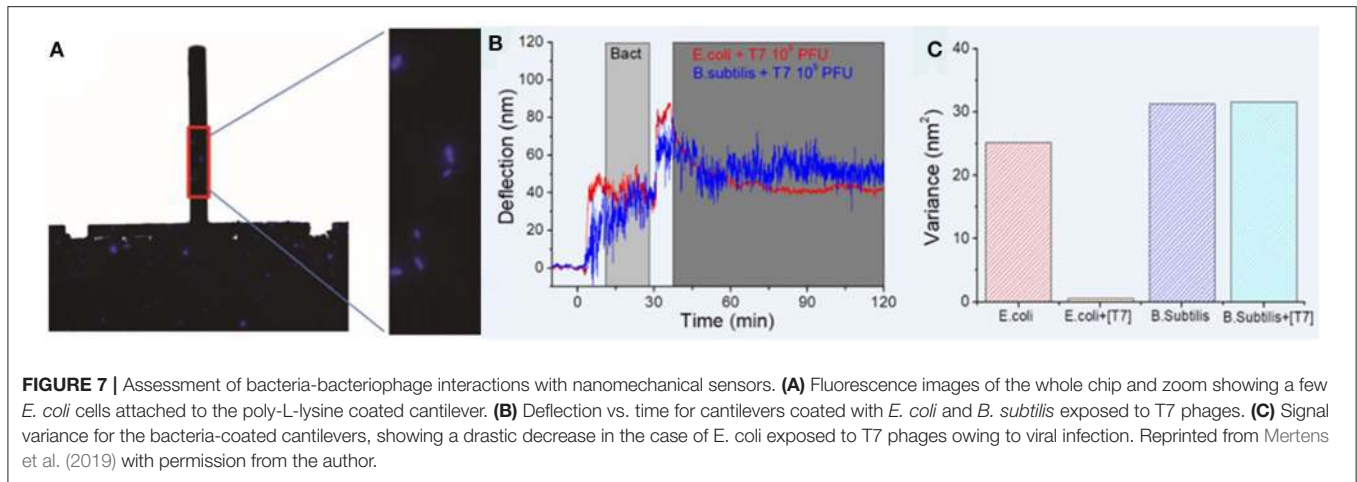 A
B
C
120
100
80
60
40
20
0
Deflection (nm)
Bact
E.coli + T7 10⁹ PFU
B.subtilis + T7 10⁹ PFU
0
30
60
90
120
Time (min)
40
30
20
10
0
Variance (nm²)
E.coli
E.coli+[T7]
B.Subtilis
B.Subtilis+[T7]
FIGURE 7 | Assessment of bacteria-bacteriophage interactions with nanomechanical sensors. (A) Fluorescence images of the whole chip and zoom showing a few
E. coli cells attached to the poly-L-lysine coated cantilever. (B) Deflection vs. time for cantilevers coated with E. coli and B. subtilis exposed to T7 phages. (C) Signal
variance for the bacteria-coated cantilevers, showing a drastic decrease in the case of E. coli exposed to T7 phages owing to viral infection. Reprinted from Mertens
et al. (2019) with permission from the author.